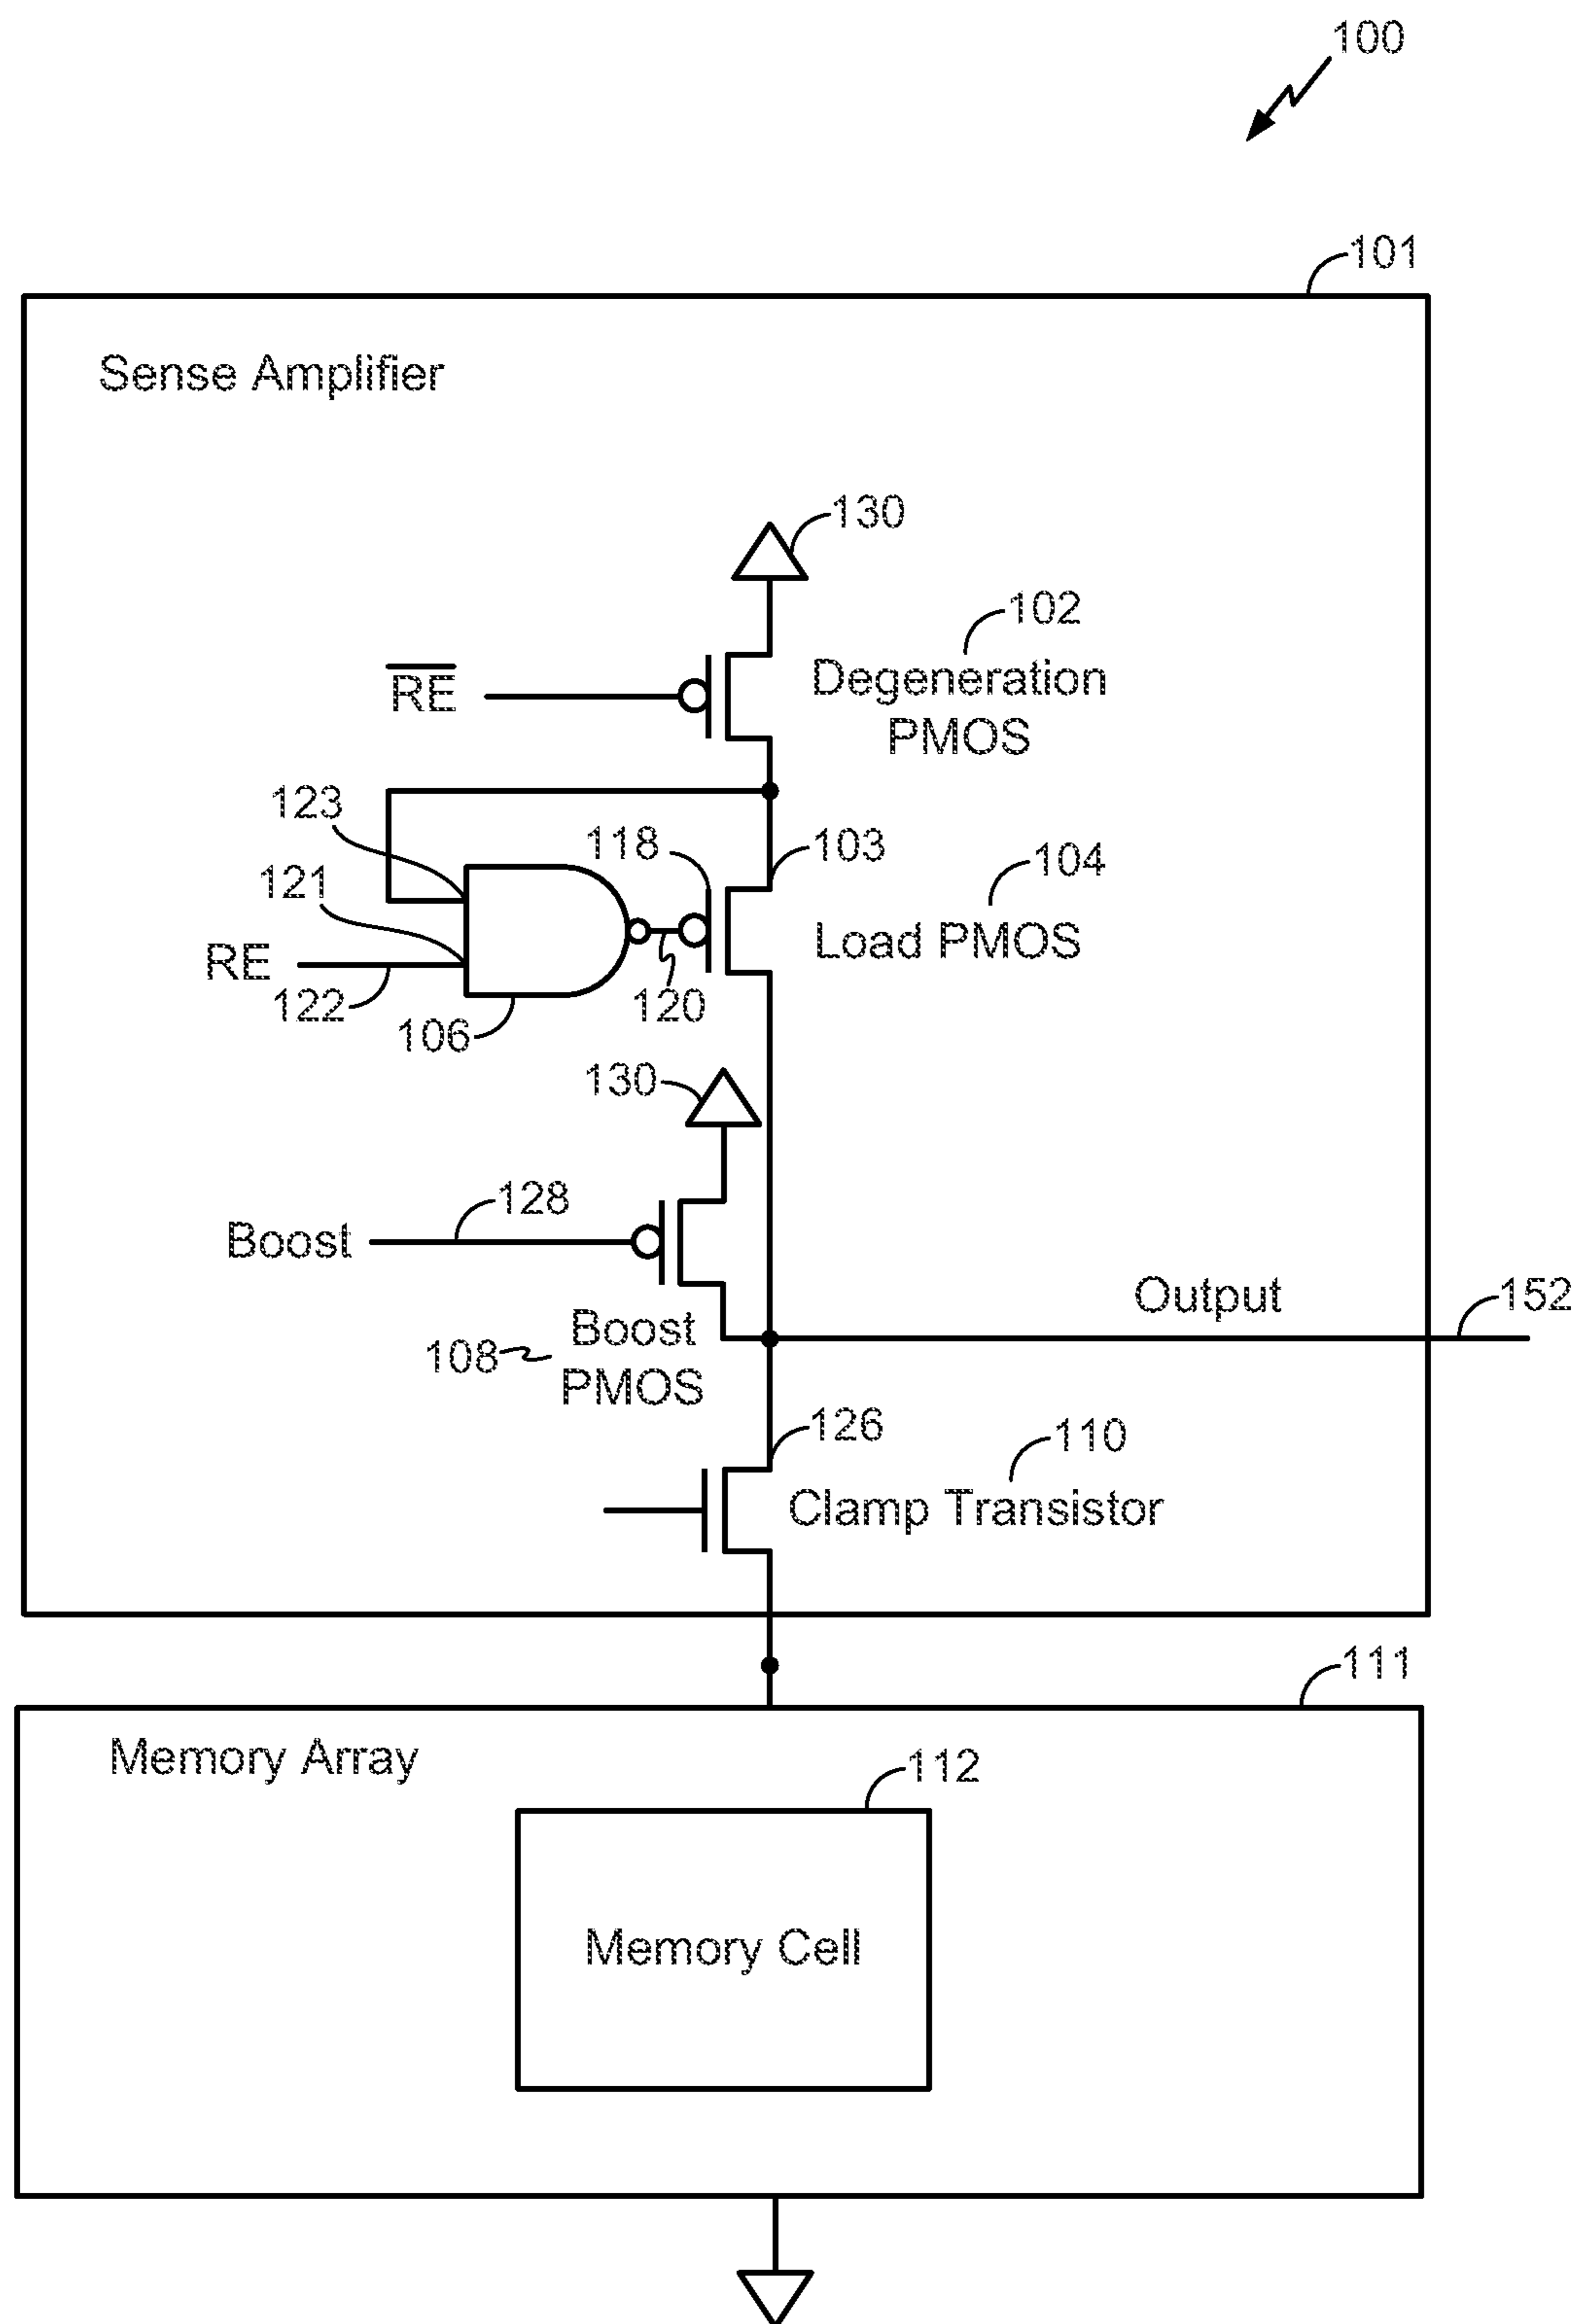 100
101
Sense Amplifier
130
102
Degeneration
PMOS
R̅E̅
123
118
103
104
121
Load PMOS
RE
122
120
106
130
128
Boost
Output
152
Boost
PMOS
108
126
110
Clamp Transistor
111
Memory Array
112
Memory Cell